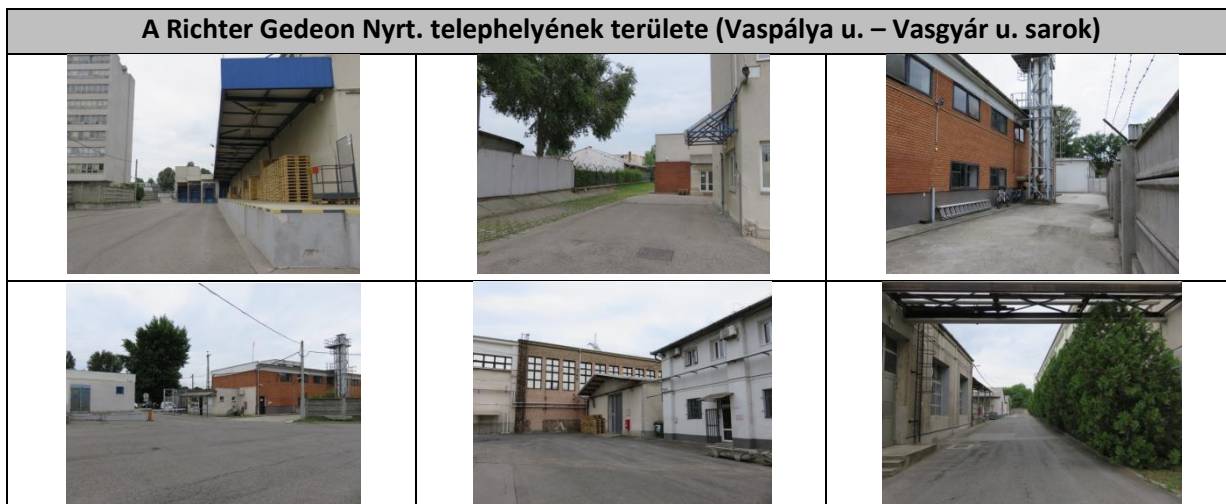 A Richter Gedeon Nyrt. telephelyének területe (Vaspálya u. – Vasgyár u. sarok)